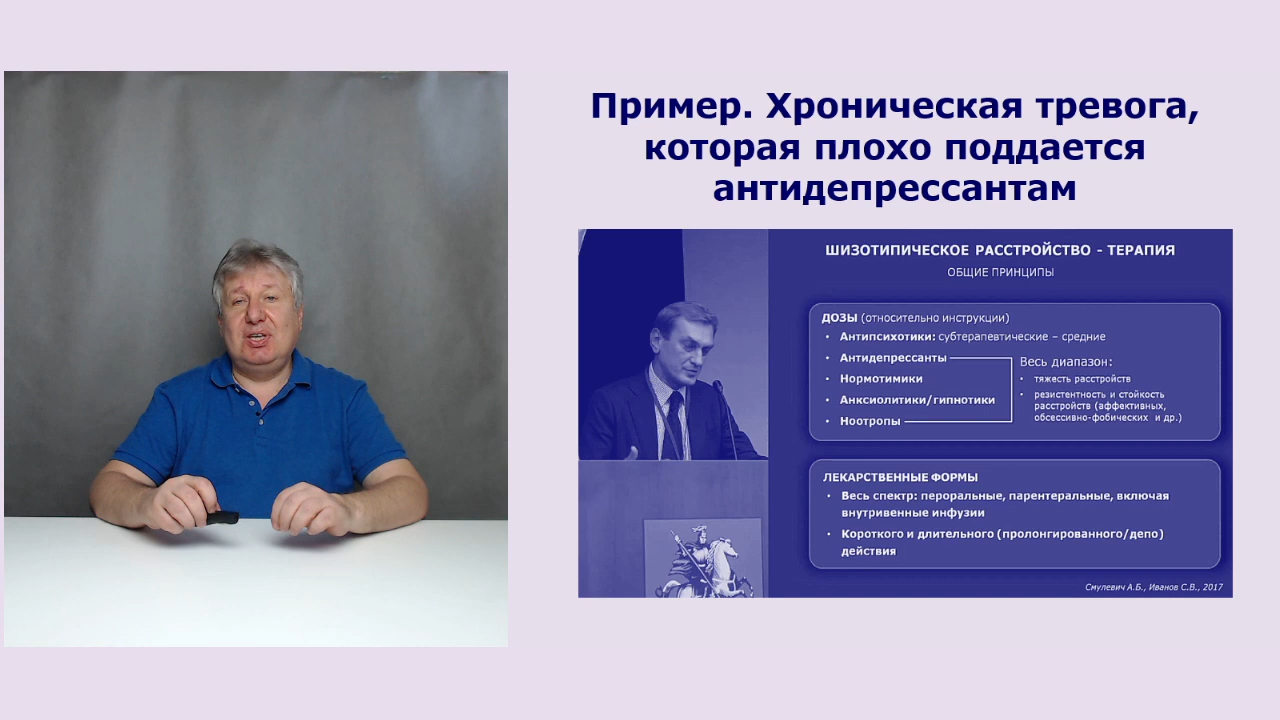 Пример. Хроническая тревога,
которая плохо поддается
антидепрессантам
ШИЗОТИПИЧЕСКОЕ РАССТРОЙСТВО - ТЕРАПИЯ
ОБЩИЕ ПРИНЦИПЫ
ДОЗЫ (относительно инструкции)
• Антипсихотики: субтерапевтические – средние
• Антидепрессанты
• Нормотимики
• Анксиолитики/гипнотики
• Ноотропы
Весь диапазон:
• тяжесть расстройств
• резистентность и стойкость
расстройств (аффективных,
обсессивно-фобических и др.)
ЛЕКАРСТВЕННЫЕ ФОРМЫ
• Весь спектр: пероральные, парентеральные, включая
внутривенные инфузии
• Короткого и длительного (пролонгированного/депо)
действия
Смулевич А.Б., Иванов С.В., 2017